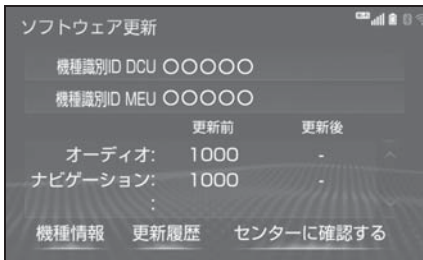 ソフトウェア更新
機種識別ID DCU ○○○○○
機種識別ID MEU ○○○○○
更新前 更新後
オーディオ: 1000 -
ナビゲーション: 1000 -
:
機種情報 更新履歴 センターに確認する